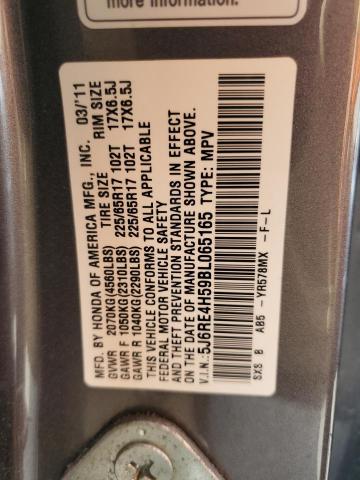 more information.
MFD. BY HONDA OF AMERICA MFG., INC. 03/'11
TIRE SIZE RIM SIZE
GVWR 2070KG(4560LBS)
GAWR F 1050KG(2310LBS) 225/65R17 102T 17X6.5J
GAWR R 1040KG(2290LBS) 225/65R17 102T 17X6.5J
THIS VEHICLE CONFORMS TO ALL APPLICABLE
FEDERAL MOTOR VEHICLE SAFETY
AND THEFT PREVENTION STANDARDS IN EFFECT
ON THE DATE OF MANUFACTURE SHOWN ABOVE.
V.I.N.: 5J6RE4H59BL065165 TYPE: MPV
SXS B AB5 -YR578MX -F-L